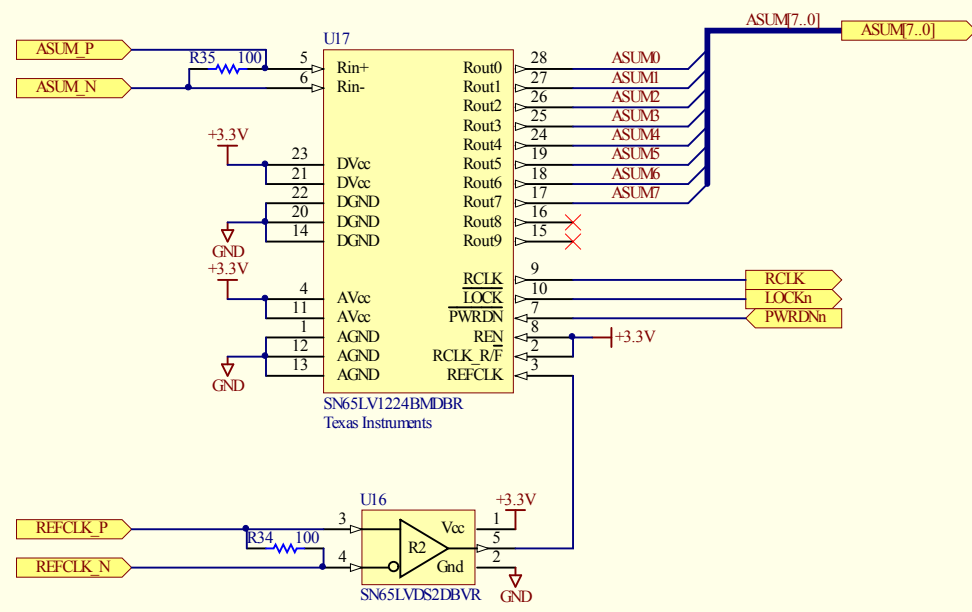 ASUM[7..0]
ASUM[7..0]
U17
ASUM_P
R35 100
ASUM_N
5 Rin+
6 Rin-
+3.3V
23 DVcc
21 DVcc
22 DGND
20 DGND
14 DGND
GND
+3.3V
4 AVcc
11 AVcc
1 AGND
12 AGND
13 AGND
GND
Rout0 28 ASUM0
Rout1 27 ASUM1
Rout2 26 ASUM2
Rout3 25 ASUM3
Rout4 24 ASUM4
Rout5 19 ASUM5
Rout6 18 ASUM6
Rout7 17 ASUM7
Rout8 16
Rout9 15
RCLK 9 RCLK
LOCK 10 LOCKn
PWRDN 7 PWRDNn
REN 8 +3.3V
RCLK_R/F 2
REFCLK 3
SN65LV1224BMDBR
Texas Instruments
U16
+3.3V
REFCLK_P
R34 100
REFCLK_N
3 Vcc 1
R2 5
4 Gnd 2
SN65LVDS2DBVR
GND